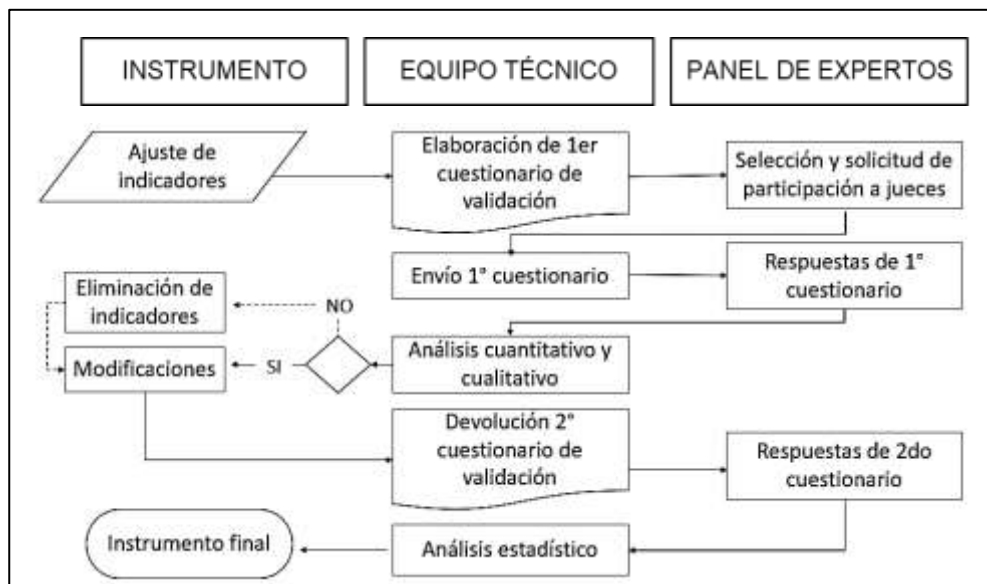 INSTRUMENTO
EQUIPO TÉCNICO
PANEL DE EXPERTOS
Ajuste de
indicadores
Elaboración de 1er
cuestionario de
validación
Selección y solicitud de
participación a jueces
Envío 1° cuestionario
Respuestas de 1°
cuestionario
Eliminación de
indicadores
NO
Análisis cuantitativo y
cualitativo
SI
Modificaciones
Devolución 2°
cuestionario de
validación
Respuestas de 2do
cuestionario
Análisis estadístico
Instrumento final